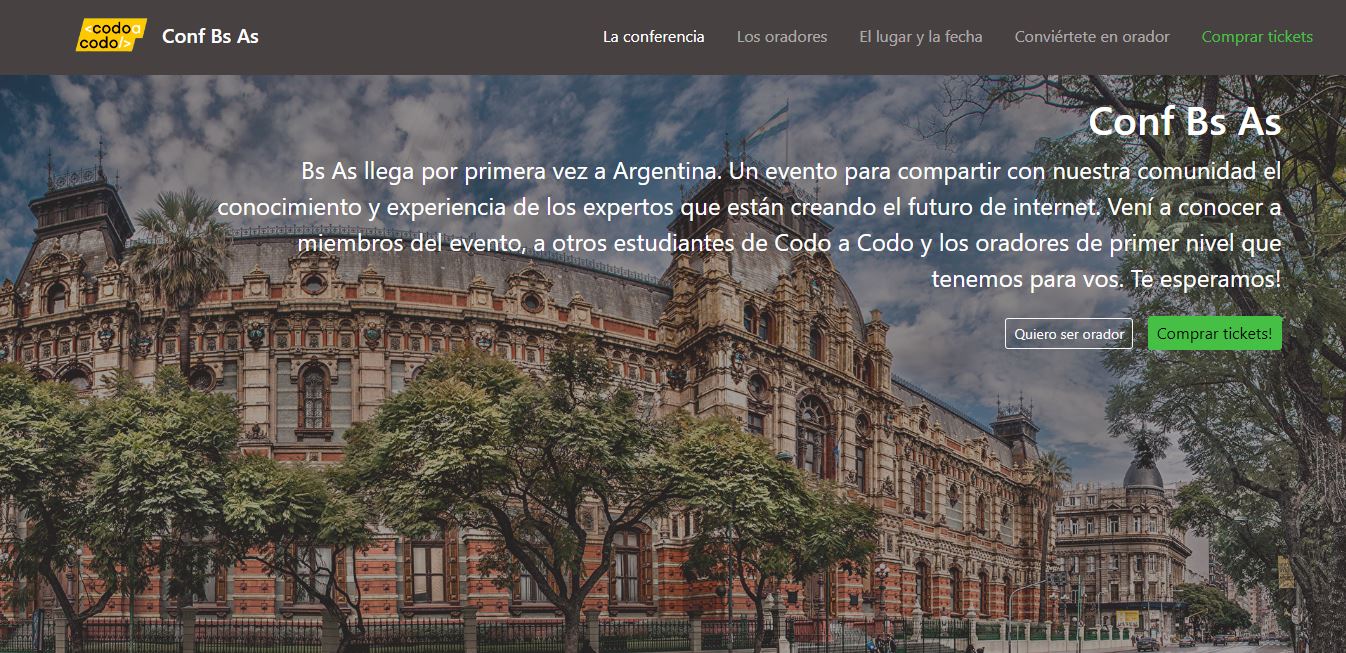 <codo a
codo/>
Conf Bs As
La conferencia
Los oradores
El lugar y la fecha
Conviértete en orador
Comprar tickets
Conf Bs As
Bs As llega por primera vez a Argentina. Un evento para compartir con nuestra comunidad el
conocimiento y experiencia de los expertos que están creando el futuro de internet. Vení a conocer a
miembros del evento, a otros estudiantes de Codo a Codo y los oradores de primer nivel que
tenemos para vos. Te esperamos!
Quiero ser orador
Comprar tickets!